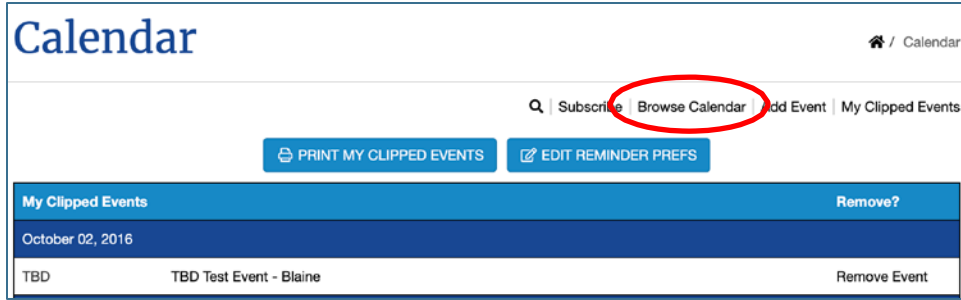 Calendar
/ Calendar
Subscribe | Browse Calendar | Add Event | My Clipped Events
PRINT MY CLIPPED EVENTS EDIT REMINDER PREFS
My Clipped Events Remove?
October 02, 2016
TBD TBD Test Event - Blaine Remove Event